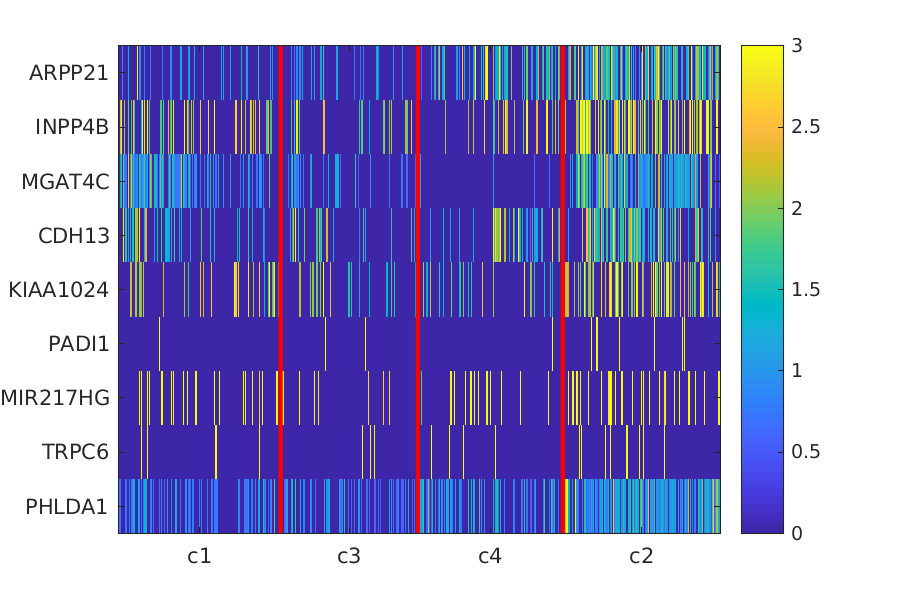 ARPP21
INPP4B
MGAT4C
CDH13
KIAA1024
PADI1
MIR217HG
TRPC6
PHLDA1
c1 c3 c4 c2
3
2.5
2
1.5
1
0.5
0